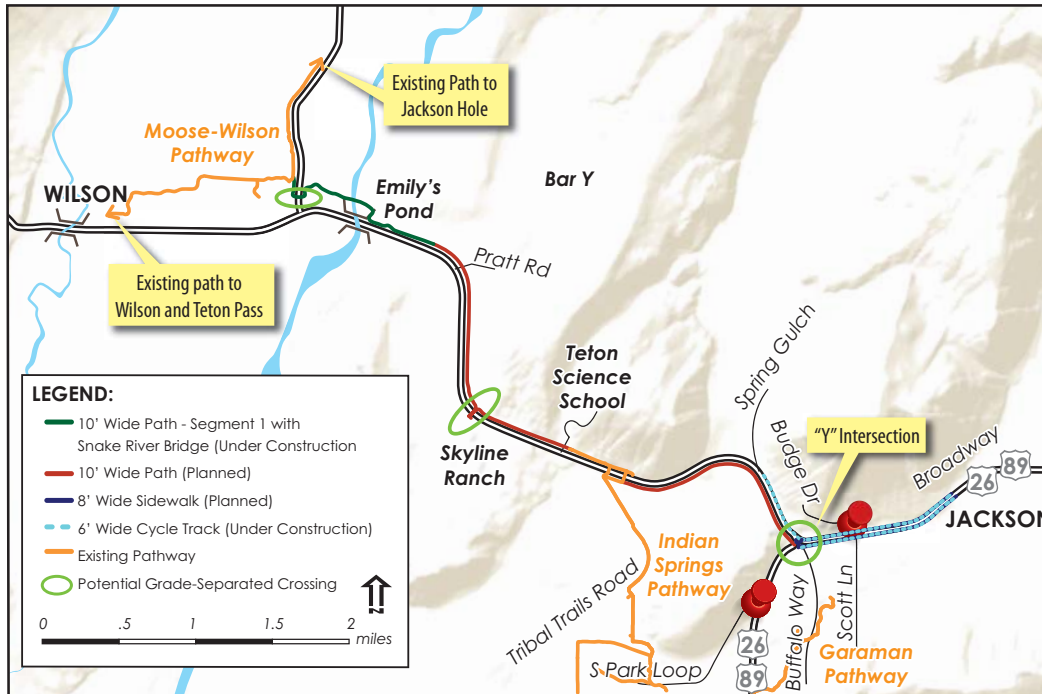 Existing Path to
Jackson Hole
Moose-Wilson
Pathway
WILSON
Emily's
Pond
Bar Y
Existing path to
Wilson and Teton Pass
Pratt Rd
Teton
Science
School
Skyline
Ranch
Spring Gulch
Budge Dr
"Y" Intersection
Broadway
26
89
JACKSON
Indian
Springs
Pathway
Tribal Trails Road
S Park Loop
26
89
Buffalo Way
Scott Ln
Garaman
Pathway
LEGEND:
10' Wide Path - Segment 1 with
Snake River Bridge (Under Construction
10' Wide Path (Planned)
8' Wide Sidewalk (Planned)
6' Wide Cycle Track (Under Construction)
Existing Pathway
Potential Grade-Separated Crossing
N
0 .5 1 1.5 2
miles